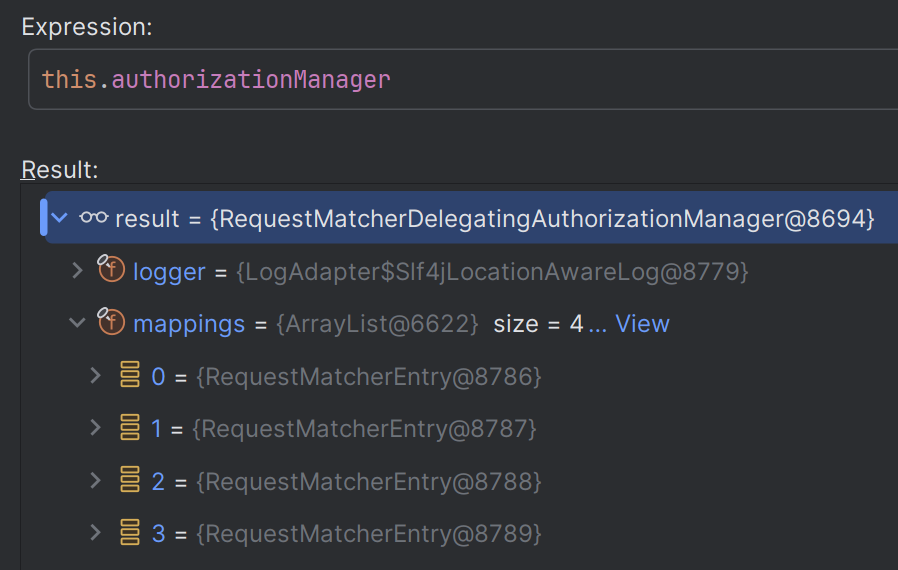 Expression:
this.authorizationManager
Result:
result = {RequestMatcherDelegatingAuthorizationManager@8694}
logger = {LogAdapter$Slf4jLocationAwareLog@8779}
mappings = {ArrayList@6622} size = 4 ... View
0 = {RequestMatcherEntry@8786}
1 = {RequestMatcherEntry@8787}
2 = {RequestMatcherEntry@8788}
3 = {RequestMatcherEntry@8789}